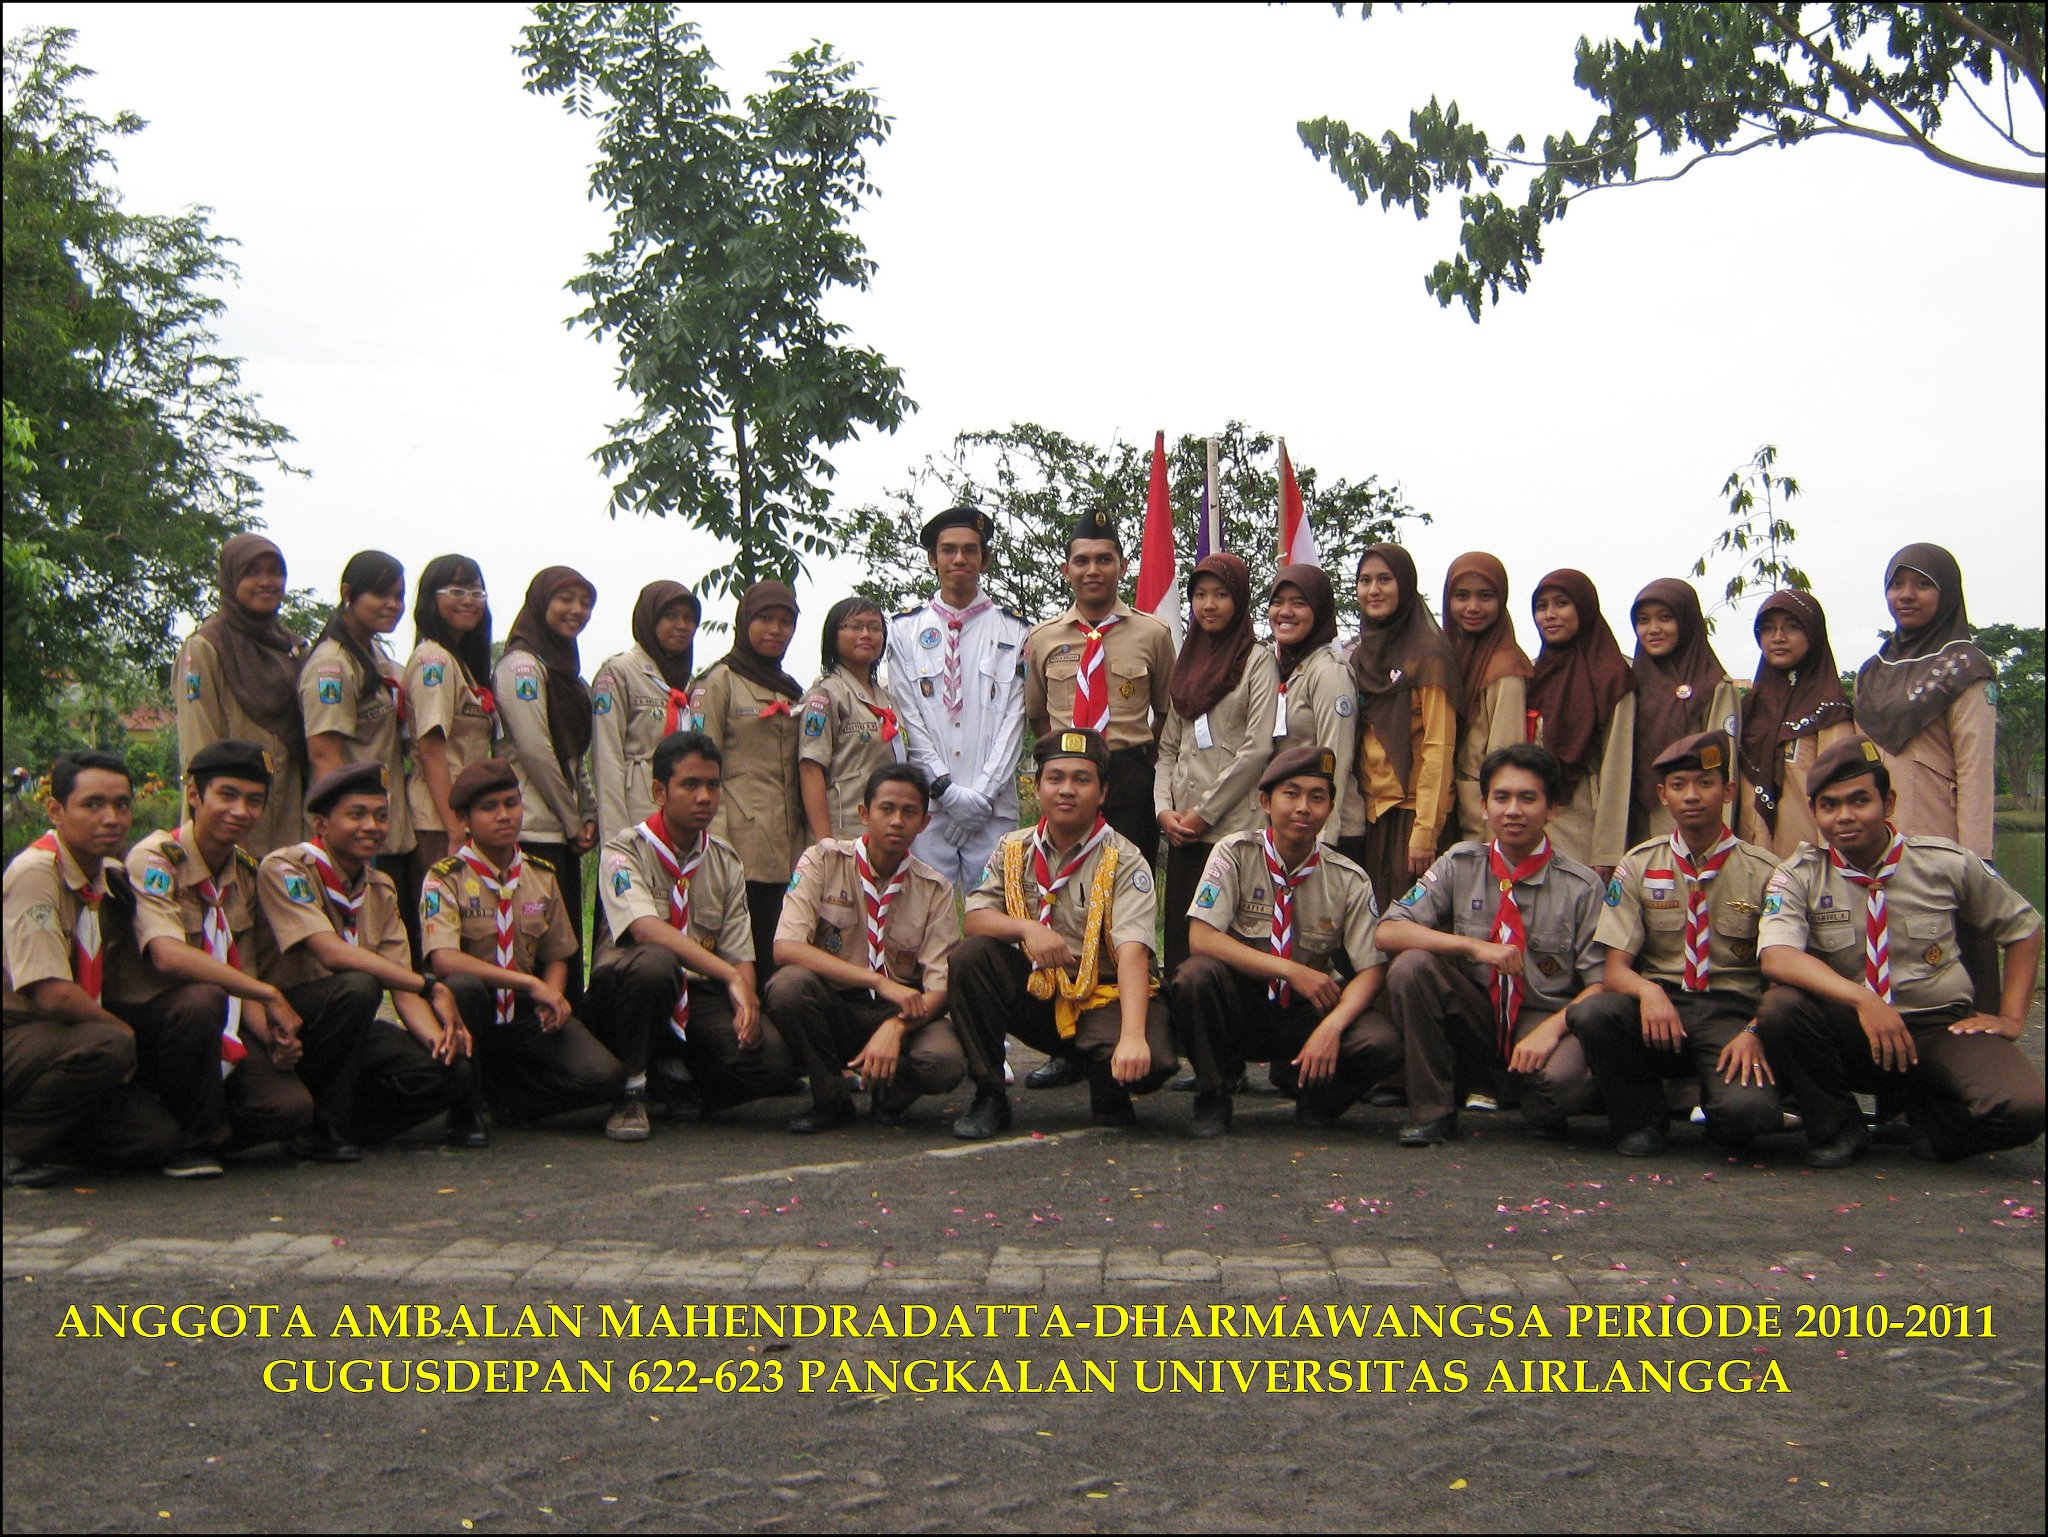 ANGGOTA AMBALAN MAHENDRADATTA-DHARMAWANGSA PERIODE 2010-2011
GUGUSDEPAN 622-623 PANGKALAN UNIVERSITAS AIRLANGGA